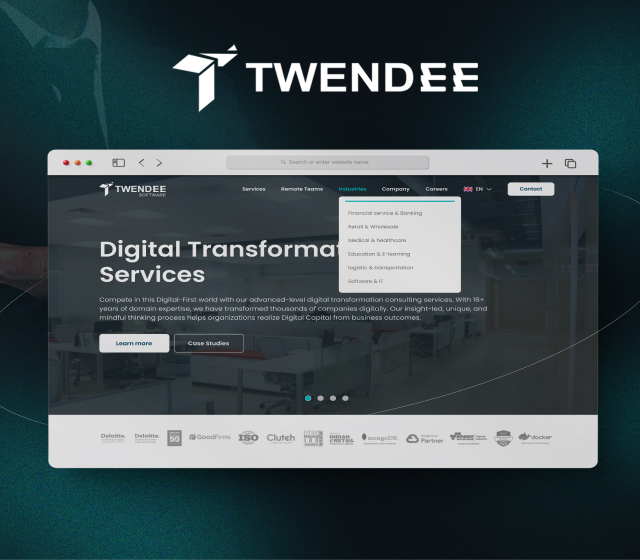 TWENDEE
Search or enter website name
TWENDEE
SOFTWARE
Services Remote Teams Industries Company Careers EN Contact
Financial service & Banking
Retail & Wholesale
Medical & healthcare
Education & E-learning
logistic & transportation
Software & IT
Digital Transformat
Services
Compete in this Digital-First world with our advanced-level digital transformation consulting services. With 16+
years of domain expertise, we have transformed thousands of companies digitally. Our insight-led, unique, and
mindful thinking process helps organizations realize Digital Capital from business outcomes.
Learn more Case Studies
Deloitte. Deloitte. 50 GoodFirms ISO Clutch INDIAN RETAIL mongoDB Partner docker